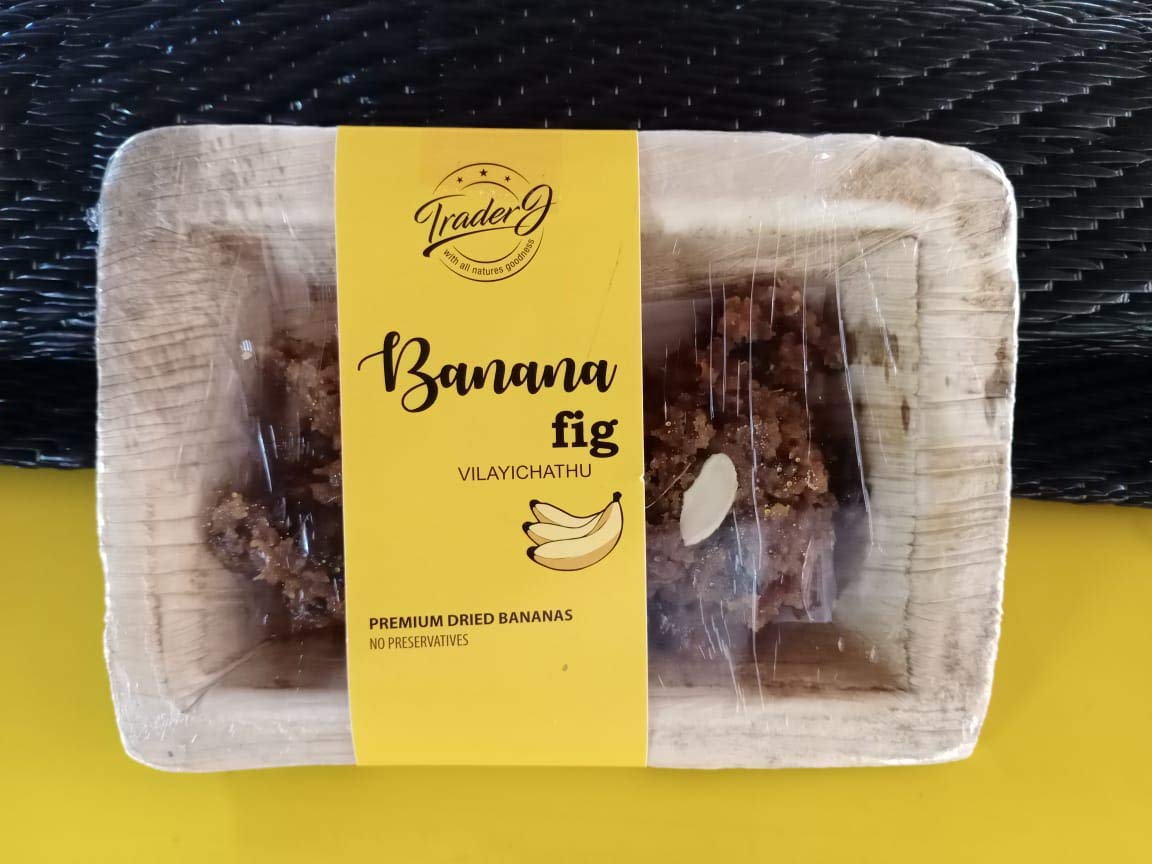 TraderJ
with all natures goodness
Banana
fig
VILAYICHATHU
PREMIUM DRIED BANANAS
NO PRESERVATIVES